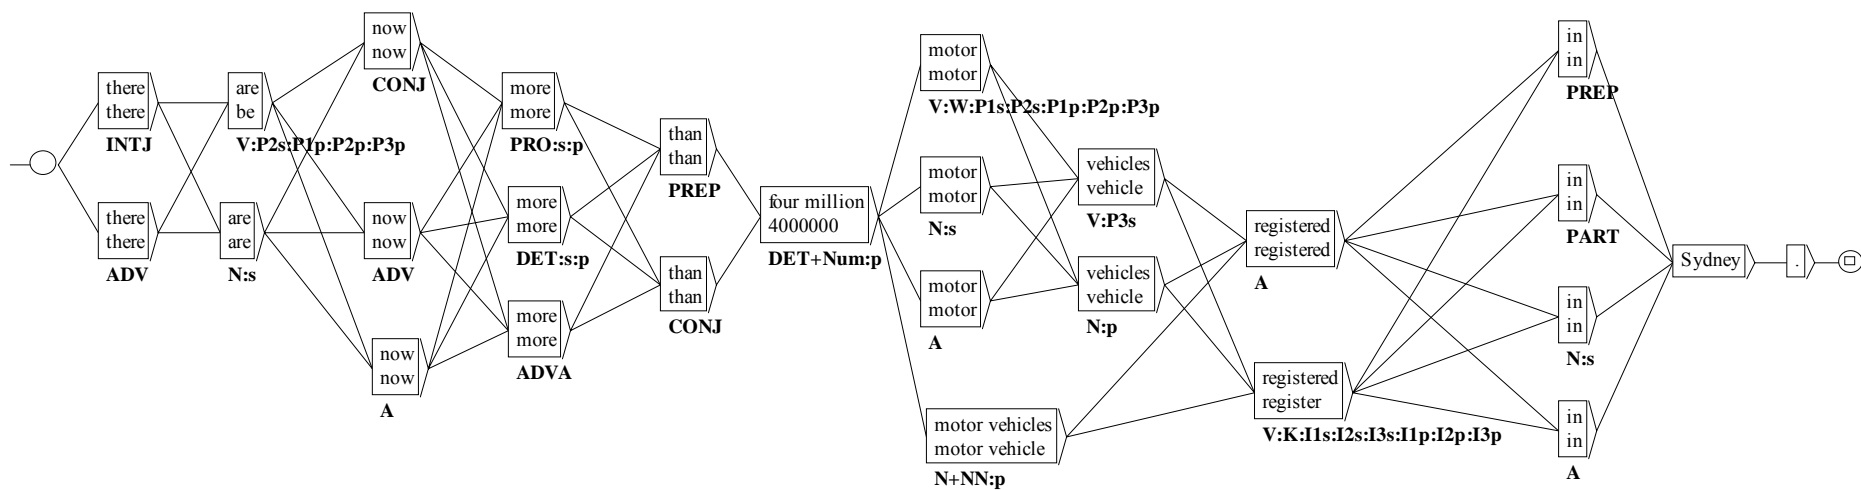 there
there
INTJ
there
there
ADV
are
be
V:P2s:P1p:P2p:P3p
are
are
N:s
now
now
CONJ
now
now
ADV
now
now
A
more
more
PRO:s:p
more
more
DET:s:p
more
more
ADVA
than
than
PREP
than
than
CONJ
four million
4000000
DET+Num:p
motor
motor
V:W:P1s:P2s:P1p:P2p:P3p
motor
motor
N:s
motor
motor
A
motor vehicles
motor vehicle
N+NN:p
vehicles
vehicle
V:P3s
vehicles
vehicle
N:p
registered
registered
A
registered
register
V:K:I1s:I2s:I3s:I1p:I2p:I3p
in
in
PREP
in
in
PART
in
in
N:s
in
in
A
Sydney
.